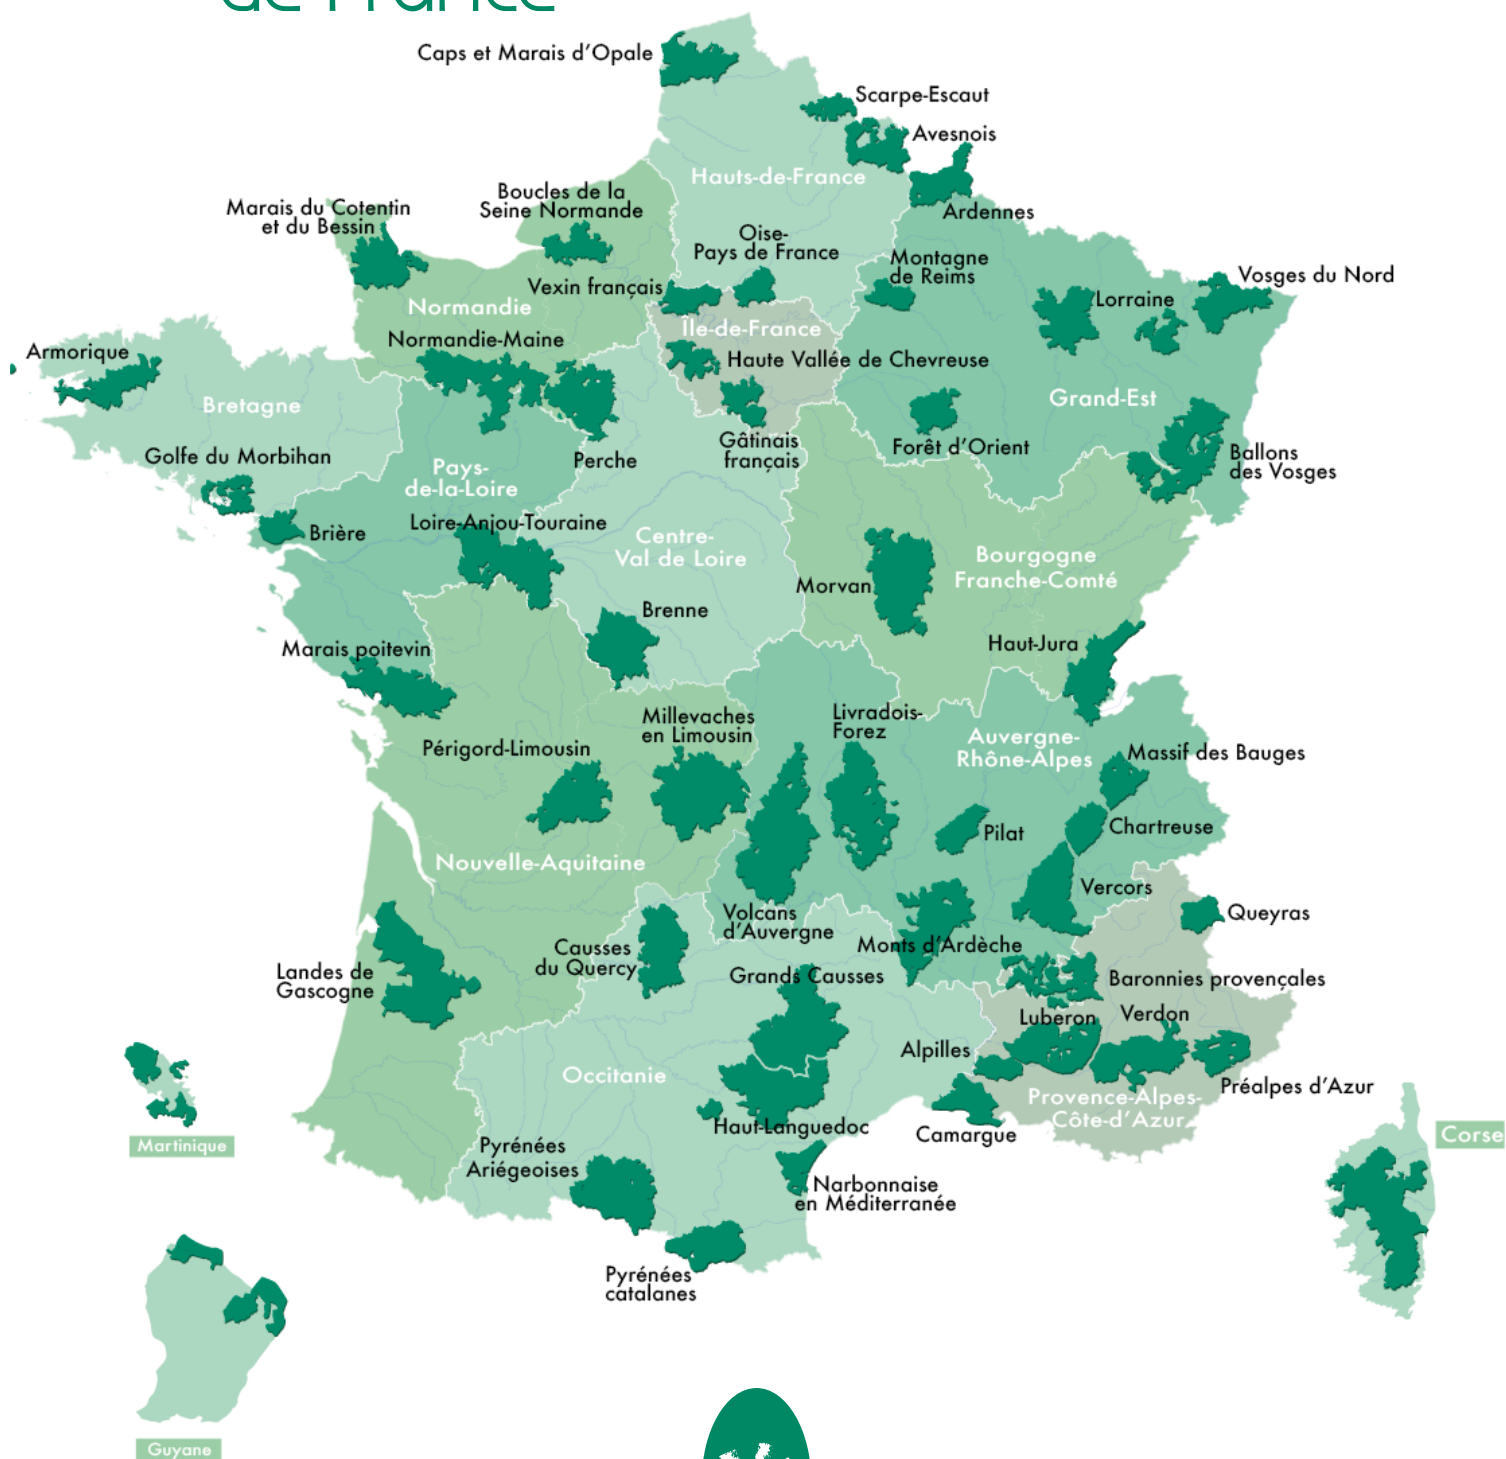 de France
Caps et Marais d’Opale
Scarpe-Escaut
Avesnois
Hauts-de-France
Ardennes
Boucles de la
Seine Normande
Marais du Cotentin
et du Bessin
Oise-
Pays de France
Montagne
de Reims
Vosges du Nord
Vexin français
Lorraine
Normandie
Île-de-France
Normandie-Maine
Haute Vallée de Chevreuse
Armorique
Bretagne
Grand-Est
Gâtinais
français
Forêt d’Orient
Ballons
des Vosges
Golfe du Morbihan
Perche
Pays-
de-la-Loire
Loire-Anjou-Touraine
Brière
Centre-
Val de Loire
Bourgogne
Franche-Comté
Morvan
Brenne
Haut-Jura
Marais poitevin
Millevaches
en Limousin
Livradois-
Forez
Périgord-Limousin
Auvergne-
Rhône-Alpes
Massif des Bauges
Pilat
Chartreuse
Nouvelle-Aquitaine
Vercors
Volcans
d’Auvergne
Queyras
Causses
du Quercy
Monts d’Ardèche
Landes de
Gascogne
Grands Causses
Baronnies provençales
Luberon
Verdon
Alpilles
Occitanie
Préalpes d’Azur
Provence-Alpes-
Côte-d’Azur
Haut-Languedoc
Camargue
Martinique
Corse
Pyrénées
Ariégeoises
Narbonnaise
en Méditerranée
Pyrénées
catalanes
Guyane